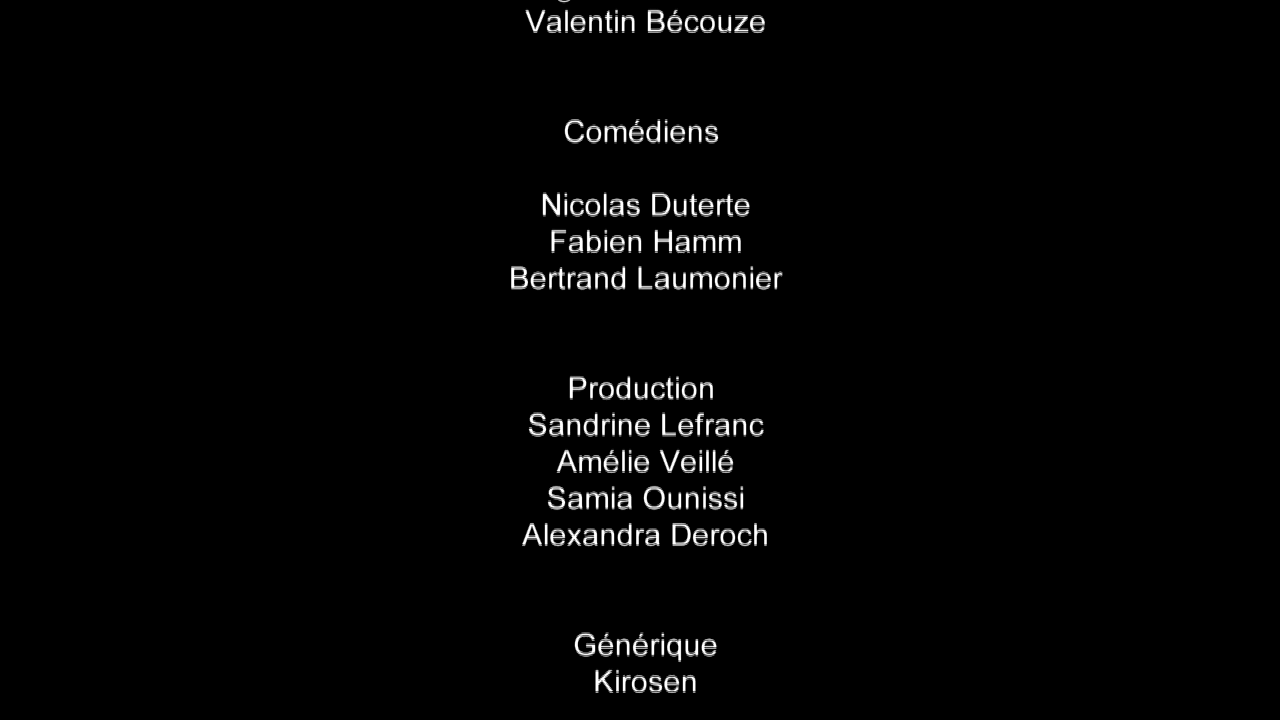 Valentin Bécouze
Comédiens
Nicolas Duterte
Fabien Hamm
Bertrand Laumonier
Production
Sandrine Lefranc
Amélie Veillé
Samia Ounissi
Alexandra Deroch
Générique
Kirosen